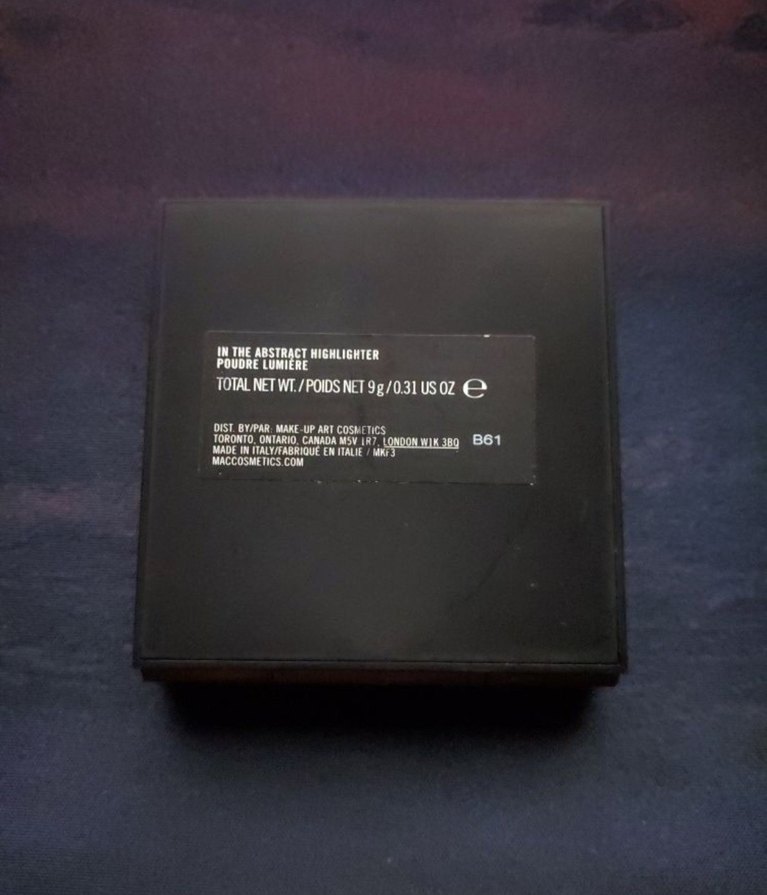 IN THE ABSTRACT HIGHLIGHTER
POUDRE LUMIÈRE
TOTAL NET WT./POIDS NET 9g/0.31 US OZ ℮
DIST. BY/PAR: MAKE-UP ART COSMETICS
TORONTO, ONTARIO, CANADA M5V 1R7, LONDON W1K 3BQ B61
MADE IN ITALY/FABRIQUÉ EN ITALIE / MKF3
MACCOSMETICS.COM